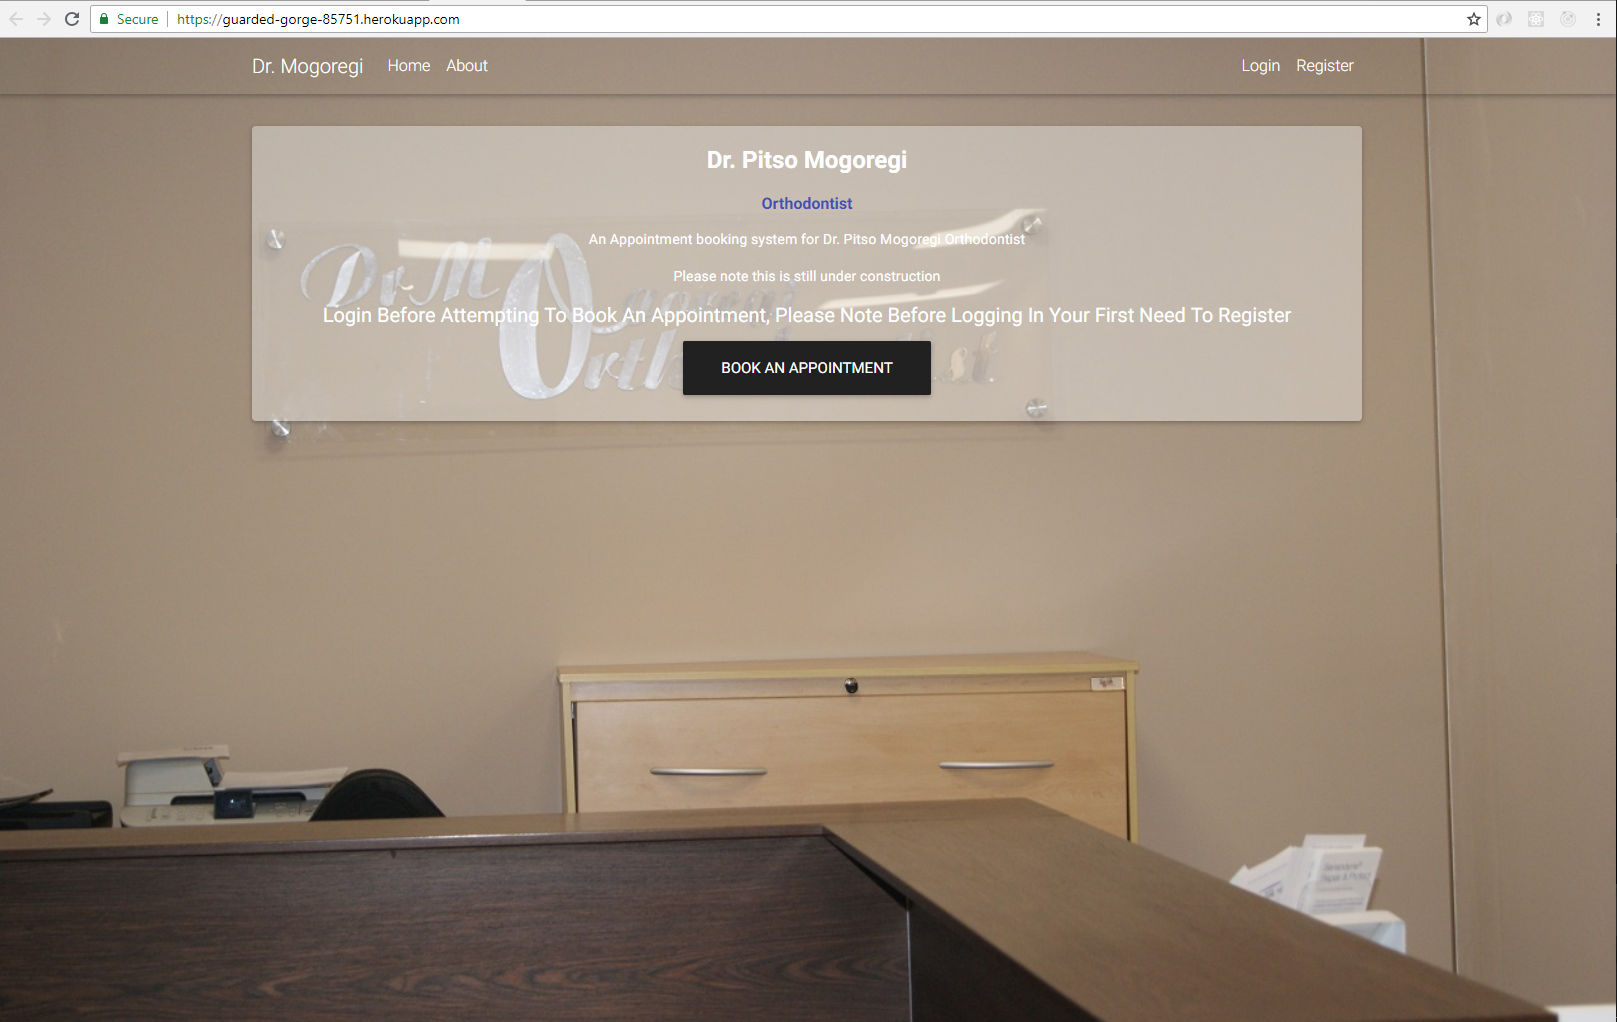 Secure https://guarded-gorge-85751.herokuapp.com
Dr. Mogoregi Home About Login Register
Dr. Pitso Mogoregi
Orthodontist
An Appointment booking system for Dr. Pitso Mogoregi Orthodontist
Please note this is still under construction
Login Before Attempting To Book An Appointment, Please Note Before Logging In Your First Need To Register
BOOK AN APPOINTMENT
Dr Mogoregi